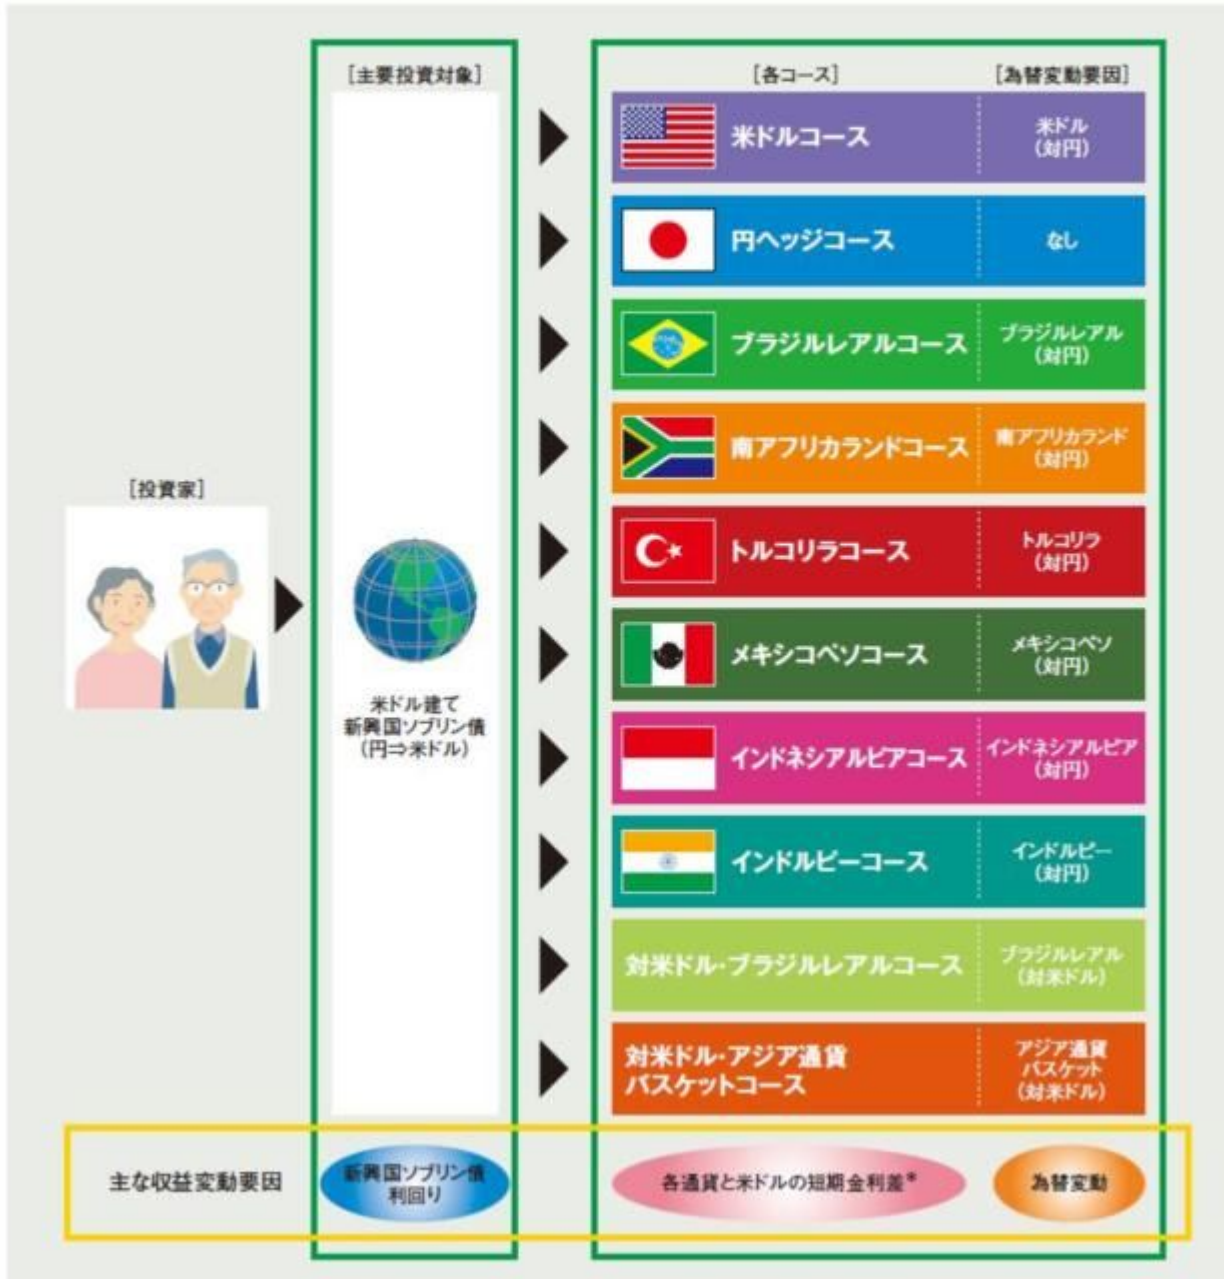 [主要投資対象]
[各コース]
[為替変動要因]
米ドルコース
米ドル
(対円)
円ヘッジコース
なし
ブラジルレアルコース
ブラジルレアル
(対円)
南アフリカランドコース
南アフリカランド
(対円)
[投資家]
トルコリラコース
トルコリラ
(対円)
メキシコペソコース
メキシコペソ
(対円)
米ドル建て
新興国ソブリン債
(円⇒米ドル)
インドネシアルピアコース
インドネシアルピア
(対円)
インドルピーコース
インドルピー
(対円)
対米ドル・ブラジルレアルコース
ブラジルレアル
(対米ドル)
対米ドル・アジア通貨
バスケットコース
アジア通貨
バスケット
(対米ドル)
主な収益変動要因
新興国ソブリン債
利回り
各通貨と米ドルの短期金利差*
為替変動